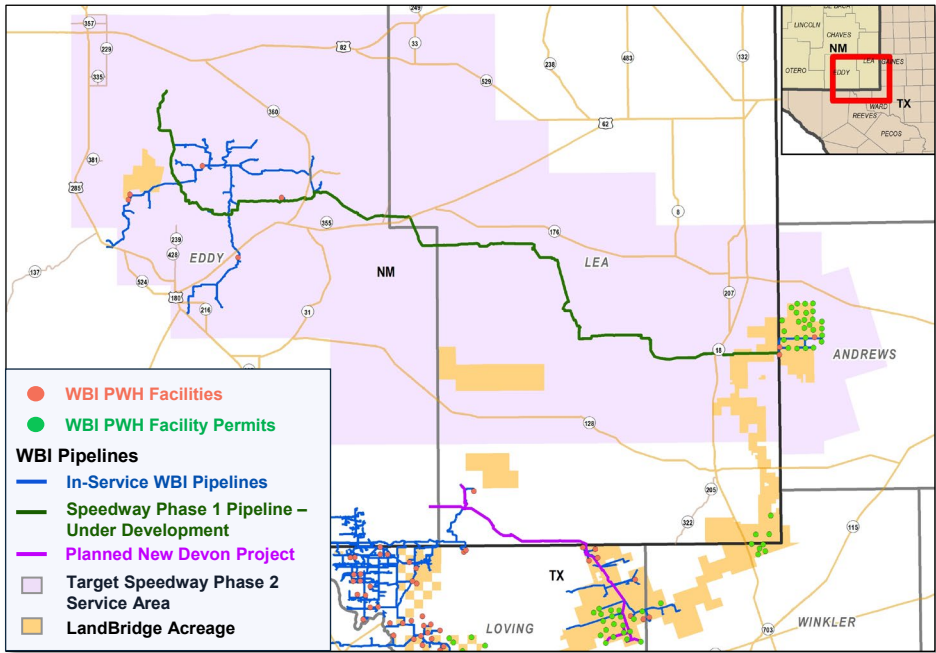 249
357
229
335
33
82
529
238
483
132
62
360
381
285
8
355
176
239
428
EDDY
NM
LEA
137
524
180
216
31
207
18
ANDREWS
128
205
322
115
TX
LOVING
WINKLER
703
DE BACA
LINCOLN
CHAVES
NM
LEA
GAINES
OTERO
EDDY
TX
WARD
REEVES
PECOS
WBI PWH Facilities
WBI PWH Facility Permits
WBI Pipelines
In-Service WBI Pipelines
Speedway Phase 1 Pipeline –
Under Development
Planned New Devon Project
Target Speedway Phase 2
Service Area
LandBridge Acreage